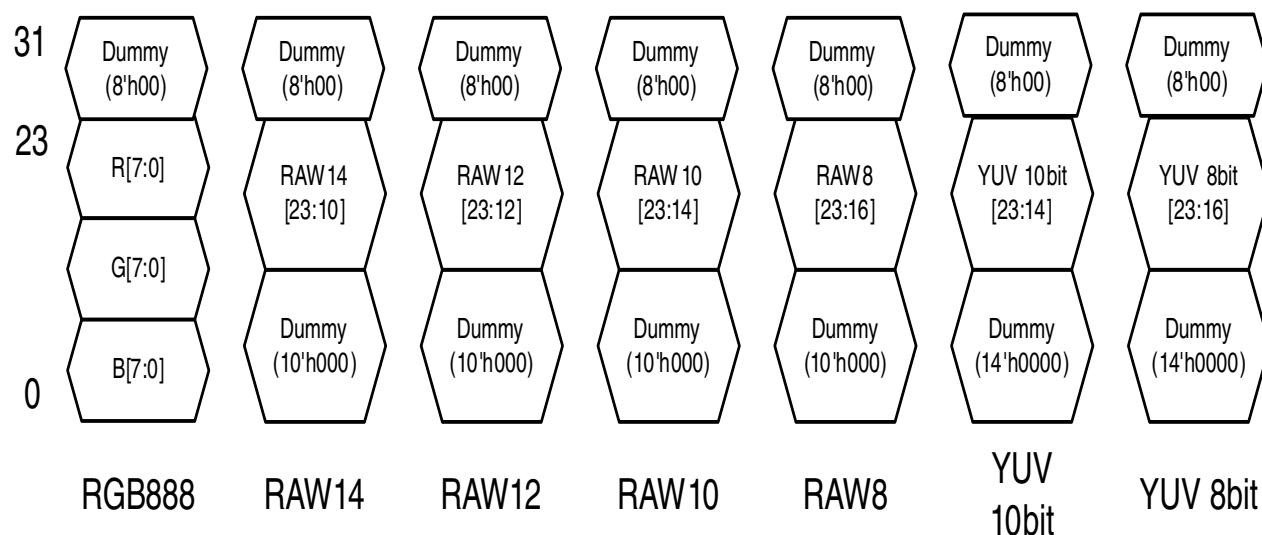 31
23
0
Dummy
(8'h00)
R[7:0]
G[7:0]
B[7:0]
RGB888
Dummy
(8'h00)
RAW14
[23:10]
Dummy
(10'h000)
RAW14
Dummy
(8'h00)
RAW12
[23:12]
Dummy
(10'h000)
RAW12
Dummy
(8'h00)
RAW10
[23:14]
Dummy
(10'h000)
RAW10
Dummy
(8'h00)
RAW8
[23:16]
Dummy
(10'h000)
RAW8
Dummy
(8'h00)
YUV 10bit
[23:14]
Dummy
(14'h0000)
YUV
10bit
Dummy
(8'h00)
YUV 8bit
[23:16]
Dummy
(14'h0000)
YUV 8bit